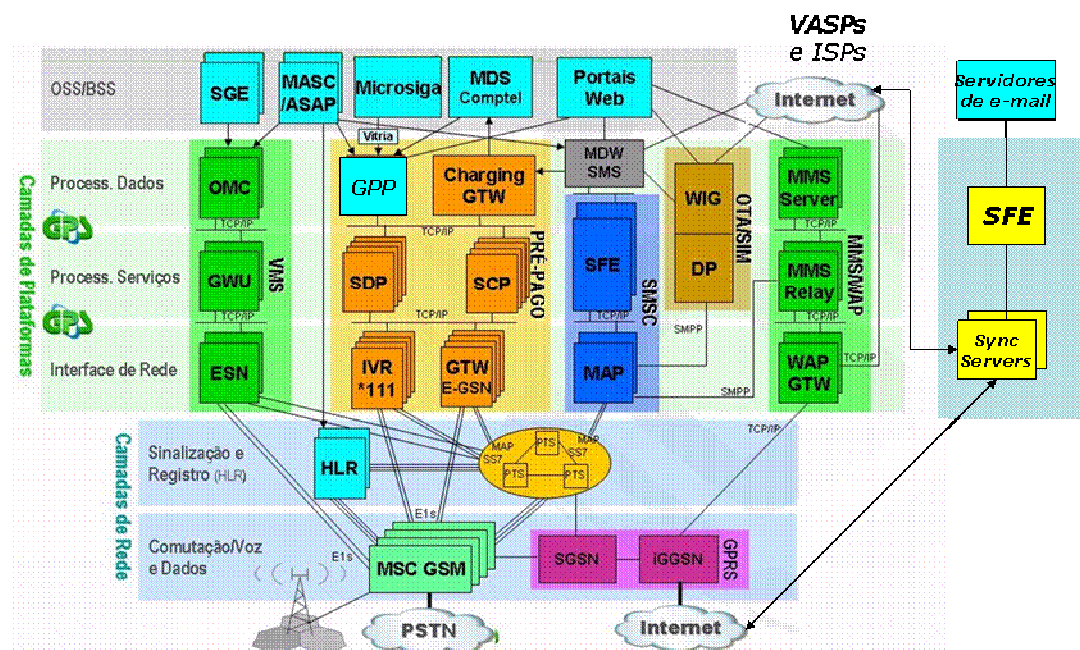 VASPs
e ISPs
OSS/BSS
SGE
MASC
/ASAP
Microsiga
MDS
Comptel
Portais
Web
Internet
Servidores
de e-mail
Vitria
Camadas de Plataformas
Process. Dados
OMC
GPP
Charging
GTW
MDW
SMS
WIG
MMS
Server
GPS
TCP/IP
TCP/IP
TCP/IP
SFE
Process. Serviços
GWU
VMS
SDP
SCP
PRÉ-PAGO
SFE
SMSC
DP
OTA/SIM
MMS
Relay
MMS/WAP
GPS
TCP/IP
TCP/IP
TCP/IP
TCP/IP
SMPP
Sync
Servers
Interface de Rede
ESN
IVR
*111
GTW
E-GSN
MAP
WAP
GTW
TCP/IP
SMPP
Camadas de Rede
Sinalização e
Registro (HLR)
HLR
MAP
SS7
PTS
PTS
PTS
MAP
SS7
TCP/IP
E1s
Comutação/Voz
e Dados
E1s
MSC GSM
SGSN
iGGSN
GPRS
PSTN
Internet